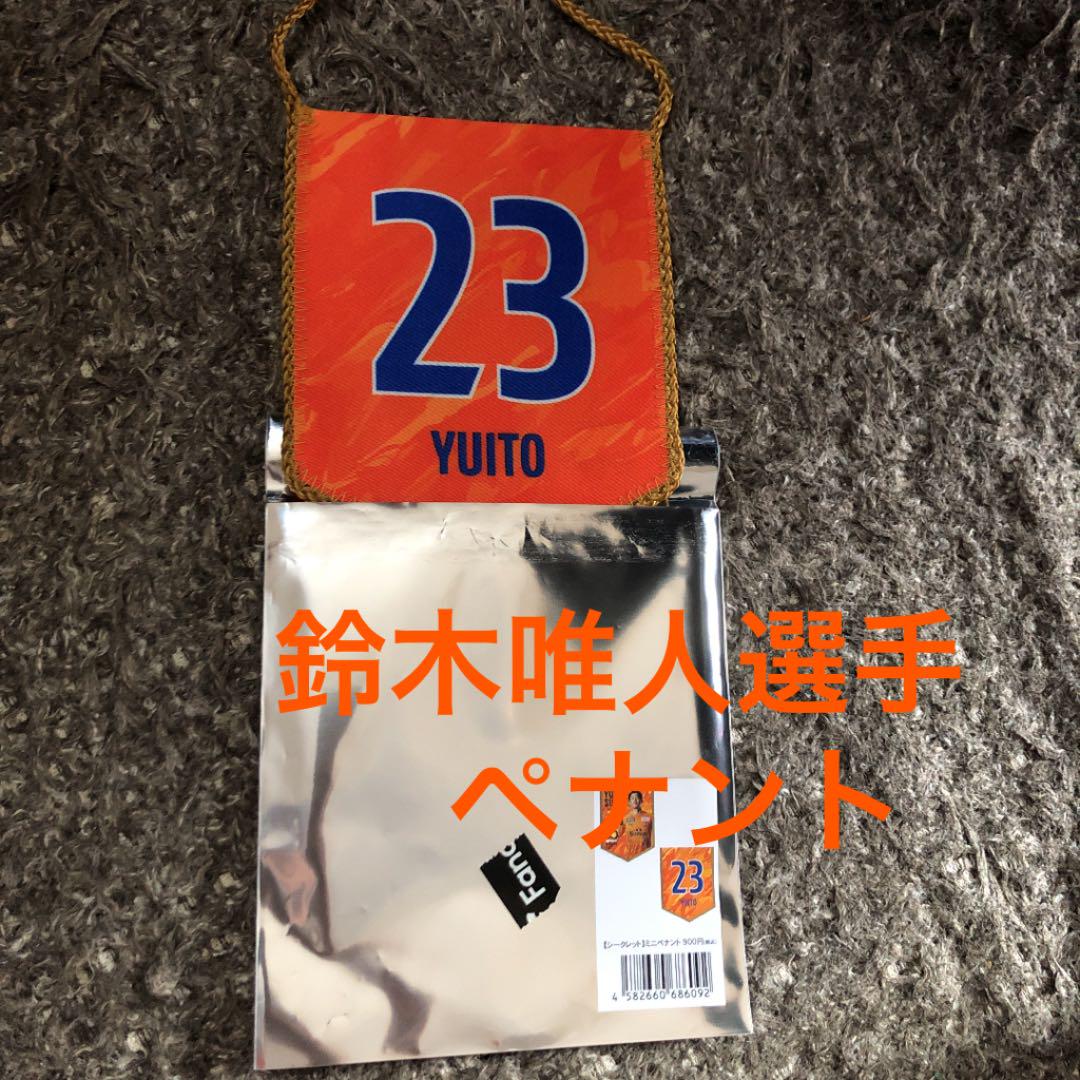 23
YUITO
鈴木唯人選手
ペナント
Fanc
23
YUITO
【シークレット】ミニペナント 900円(税込)
4 582660 686092